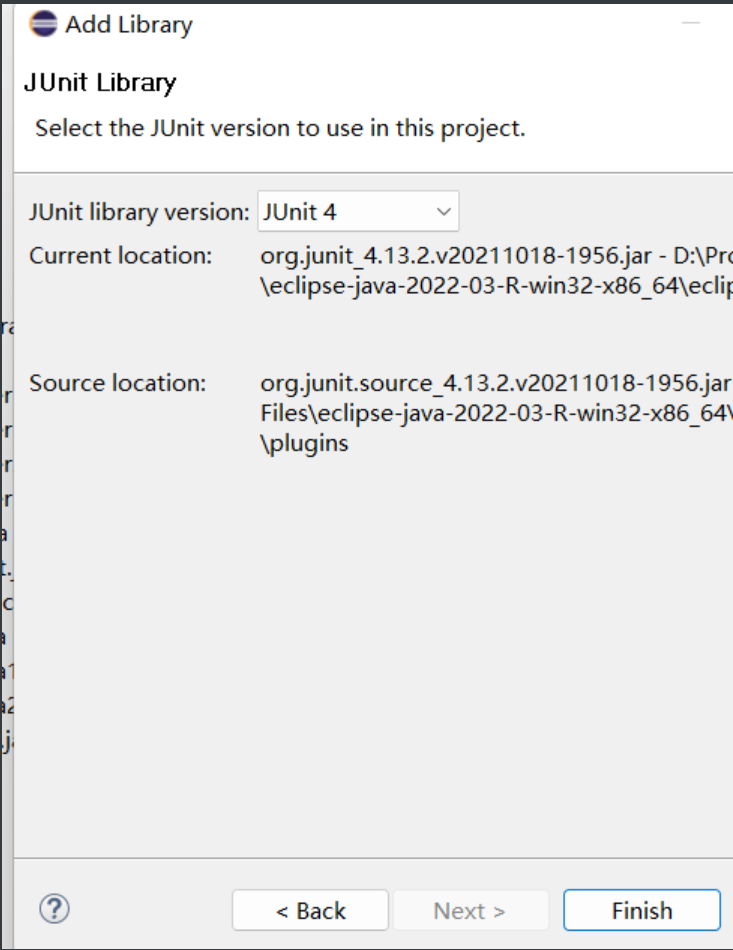 Add Library
JUnit Library
Select the JUnit version to use in this project.
JUnit library version: JUnit 4
Current location: org.junit_4.13.2.v20211018-1956.jar - D:\Pro
\eclipse-java-2022-03-R-win32-x86_64\eclip
Source location: org.junit.source_4.13.2.v20211018-1956.jar
Files\eclipse-java-2022-03-R-win32-x86_64\
\plugins
< Back Next > Finish